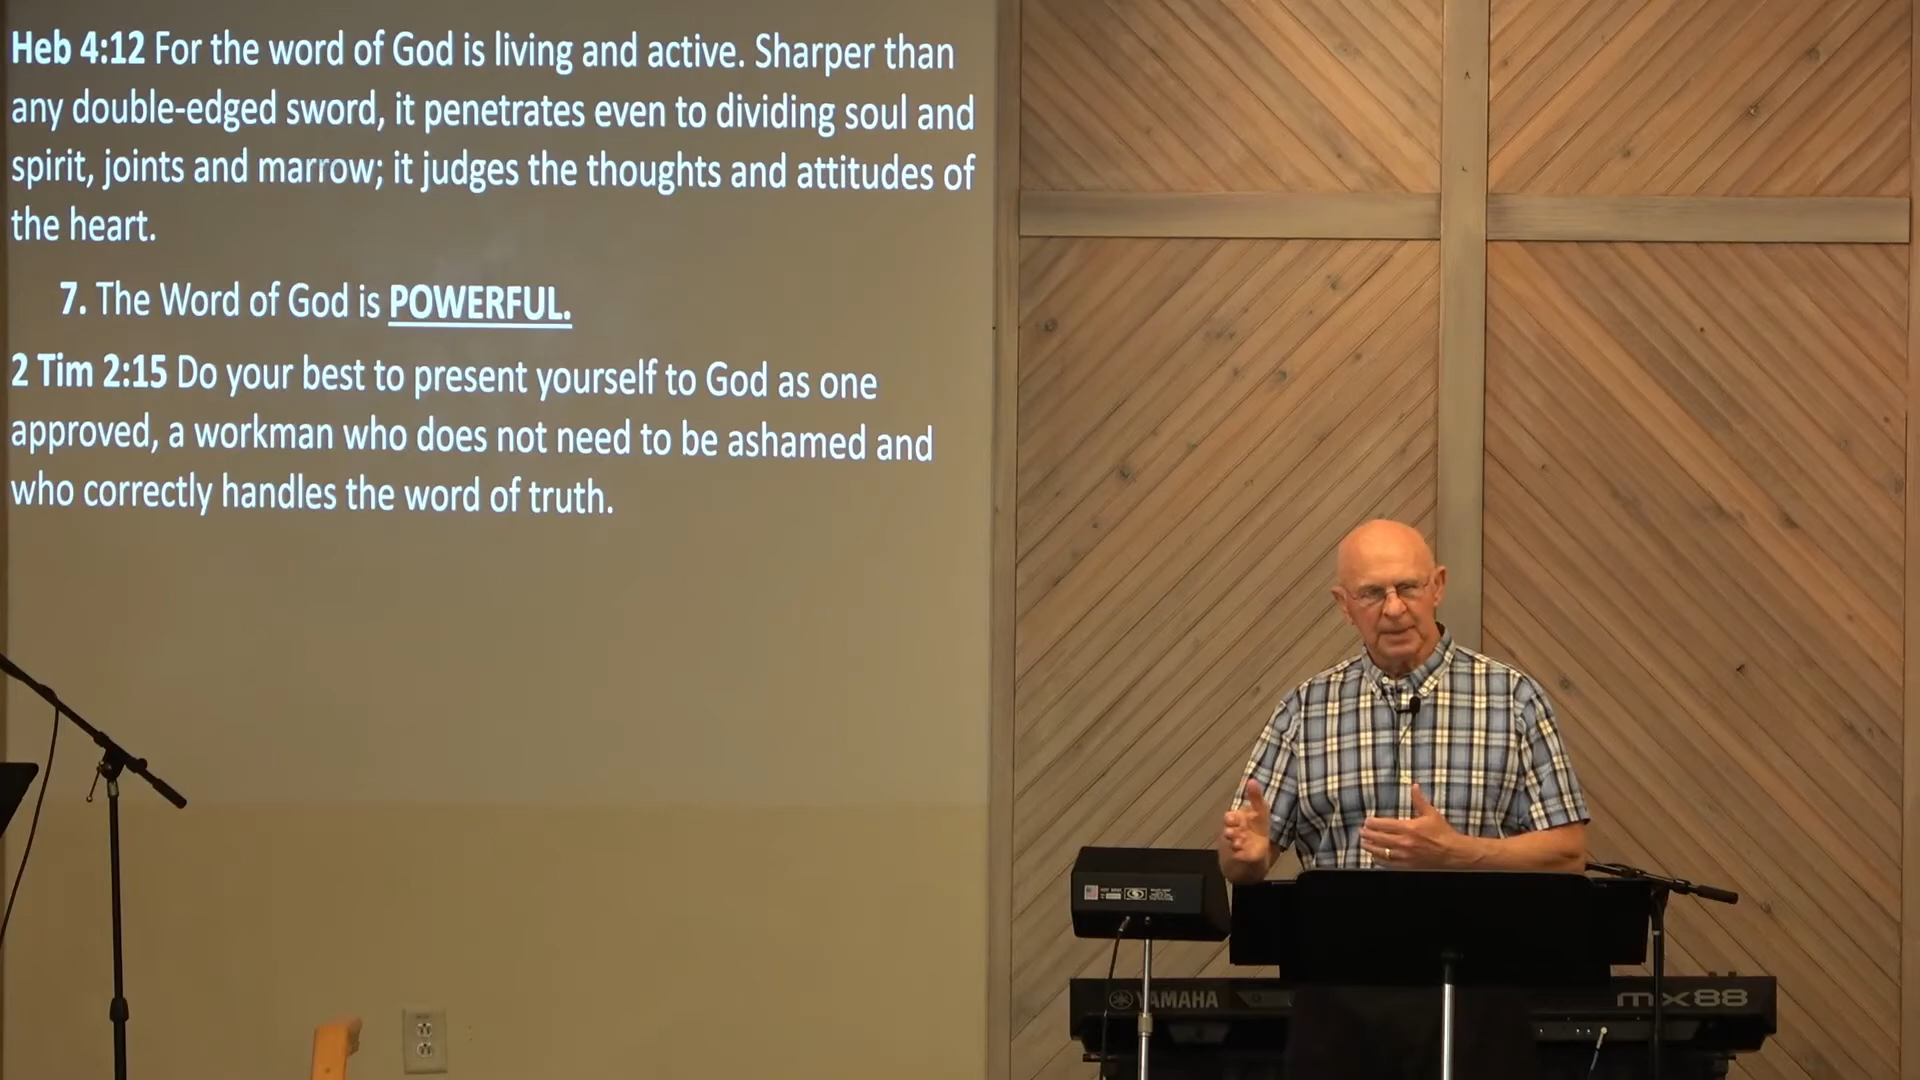 Heb 4:12 For the word of God is living and active. Sharper than
any double-edged sword, it penetrates even to dividing soul and
spirit, joints and marrow; it judges the thoughts and attitudes of
the heart.
7. The Word of God is POWERFUL.
2 Tim 2:15 Do your best to present yourself to God as one
approved, a workman who does not need to be ashamed and
who correctly handles the word of truth.
YAMAHA
mx88